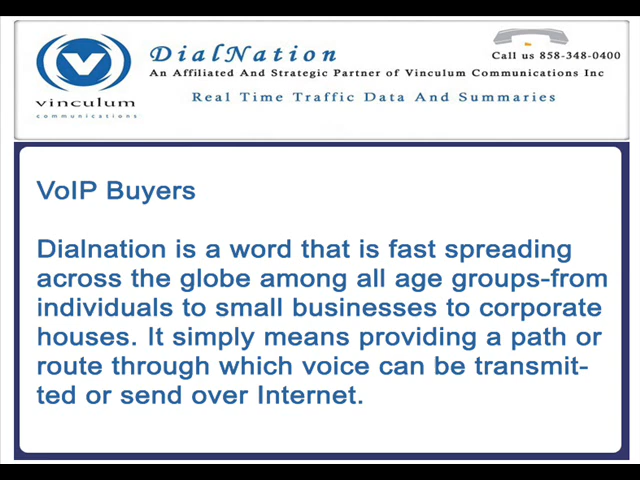 DialNation
Call us 858-348-0400
An Affiliated And Strategic Partner of Vinculum Communications Inc
vinculum
communications
Real Time Traffic Data And Summaries
VoIP Buyers
Dialnation is a word that is fast spreading
across the globe among all age groups-from
individuals to small businesses to corporate
houses. It simply means providing a path or
route through which voice can be transmit-
ted or send over Internet.